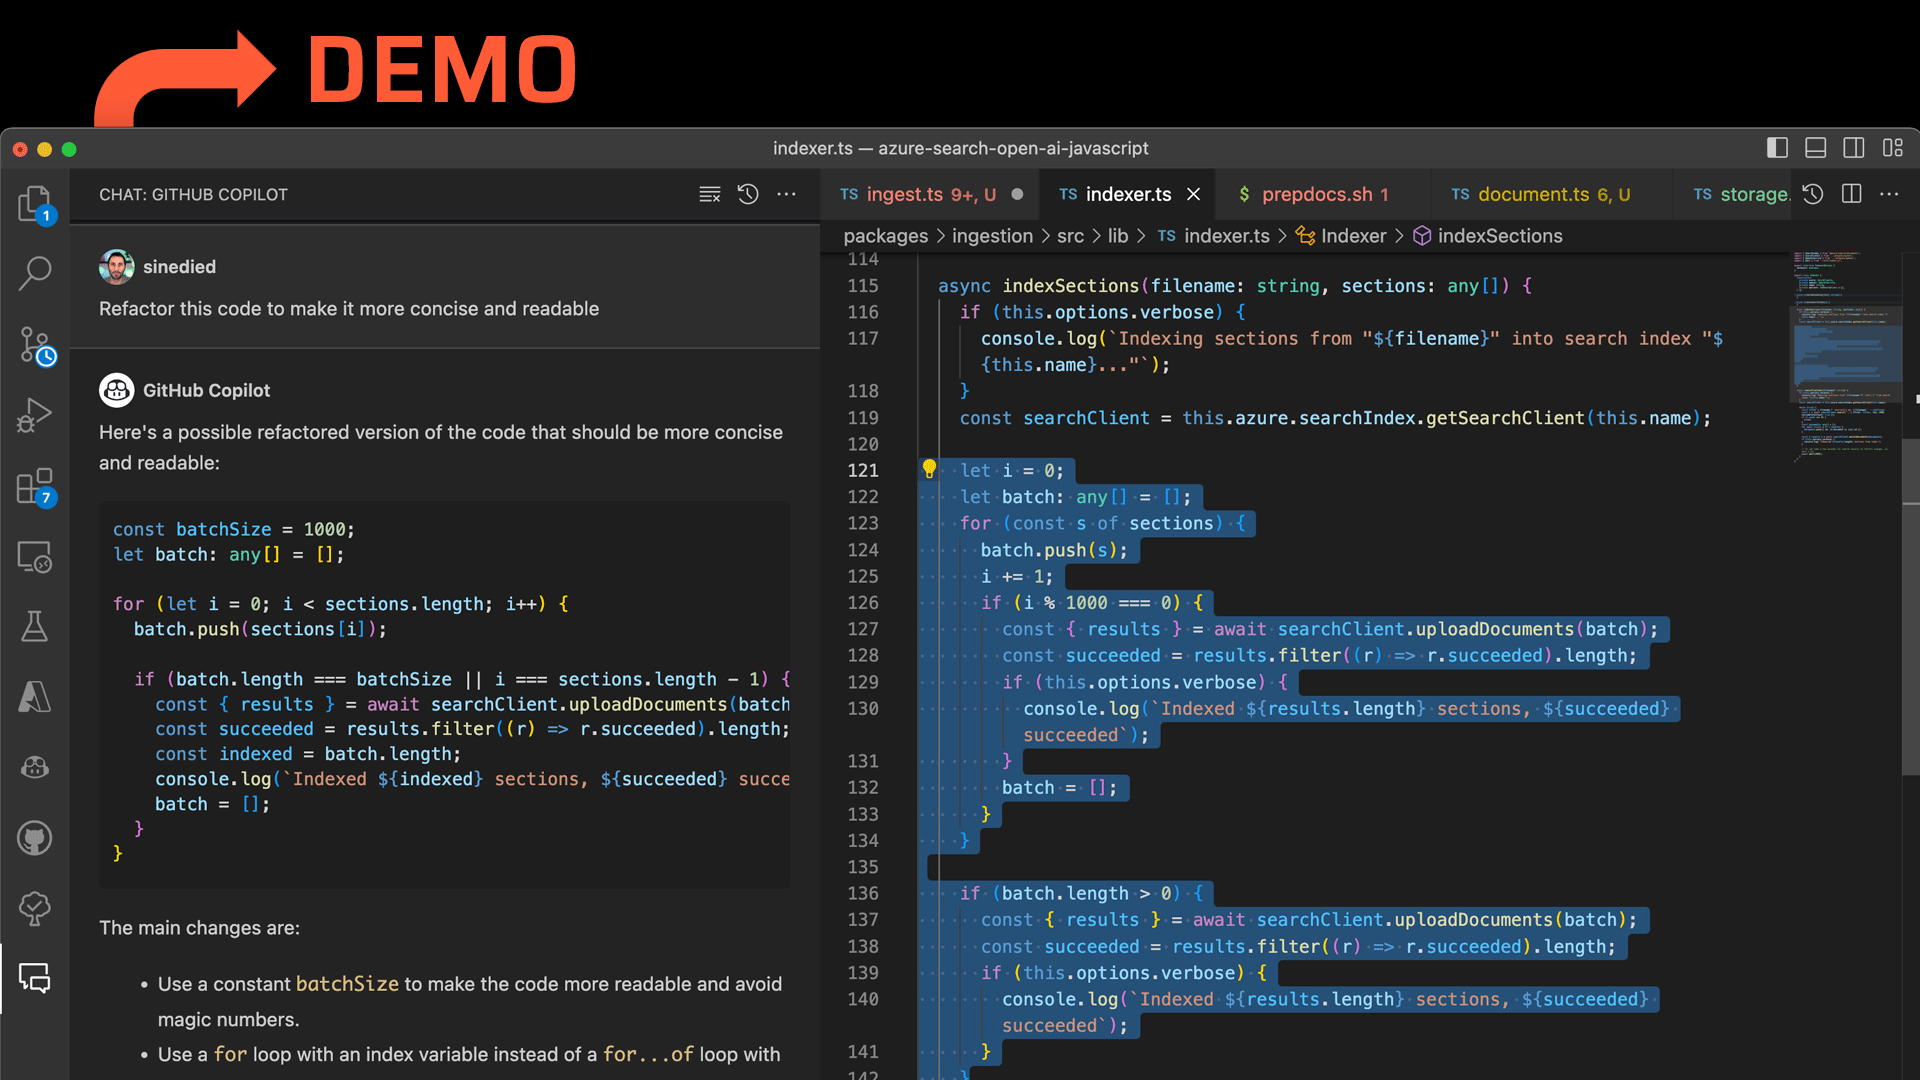 DEMO
indexer.ts — azure-search-open-ai-javascript
1
7
CHAT: GITHUB COPILOT
sinedied
Refactor this code to make it more concise and readable
GitHub Copilot
Here's a possible refactored version of the code that should be more concise
and readable:
const batchSize = 1000;
let batch: any[] = [];
for (let i = 0; i < sections.length; i++) {
batch.push(sections[i]);
if (batch.length === batchSize || i === sections.length - 1) {
const { results } = await searchClient.uploadDocuments(batch
const succeeded = results.filter((r) => r.succeeded).length;
const indexed = batch.length;
console.log(`Indexed ${indexed} sections, ${succeeded} succe
batch = [];
}
}
The main changes are:
• Use a constant batchSize to make the code more readable and avoid
magic numbers.
• Use a for loop with an index variable instead of a for...of loop with
TS ingest.ts 9+, U
TS indexer.ts
$ prepdocs.sh 1
TS document.ts 6, U
TS storage.
packages > ingestion > src > lib > TS indexer.ts > Indexer > indexSections
114
115 async indexSections(filename: string, sections: any[]) {
116 if (this.options.verbose) {
117 console.log(`Indexing sections from "${filename}" into search index "$
{this.name}..."`);
118 }
119 const searchClient = this.azure.searchIndex.getSearchClient(this.name);
120
121 let i = 0;
122 let batch: any[] = [];
123 for (const s of sections) {
124 batch.push(s);
125 i += 1;
126 if (i % 1000 === 0) {
127 const { results } = await searchClient.uploadDocuments(batch);
128 const succeeded = results.filter((r) => r.succeeded).length;
129 if (this.options.verbose) {
130 console.log(`Indexed ${results.length} sections, ${succeeded}
succeeded`);
131 }
132 batch = [];
133 }
134 }
135
136 if (batch.length > 0) {
137 const { results } = await searchClient.uploadDocuments(batch);
138 const succeeded = results.filter((r) => r.succeeded).length;
139 if (this.options.verbose) {
140 console.log(`Indexed ${results.length} sections, ${succeeded}
succeeded`);
141 }
142 }